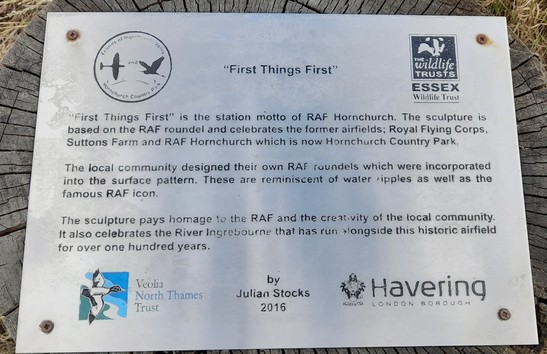 Hornchurch Country Park
and
"First Things First"
THE
wildlife
TRUSTS
ESSEX
Wildlife Trust
"First Things First" is the station motto of RAF Hornchurch. The sculpture is
based on the RAF roundel and celebrates the former airfields; Royal Flying Corps,
Suttons Farm and RAF Hornchurch which is now Hornchurch Country Park.
The local community designed their own RAF roundels which were incorporated
into the surface pattern. These are reminiscent of water ripples as well as the
famous RAF icon.
The sculpture pays homage to the RAF and the creativity of the local community.
It also celebrates the River Ingrebourne that has run alongside this historic airfield
for over one hundred years.
Veolia
North Thames
Trust
by
Julian Stocks
2016
Havering
LONDON BOROUGH